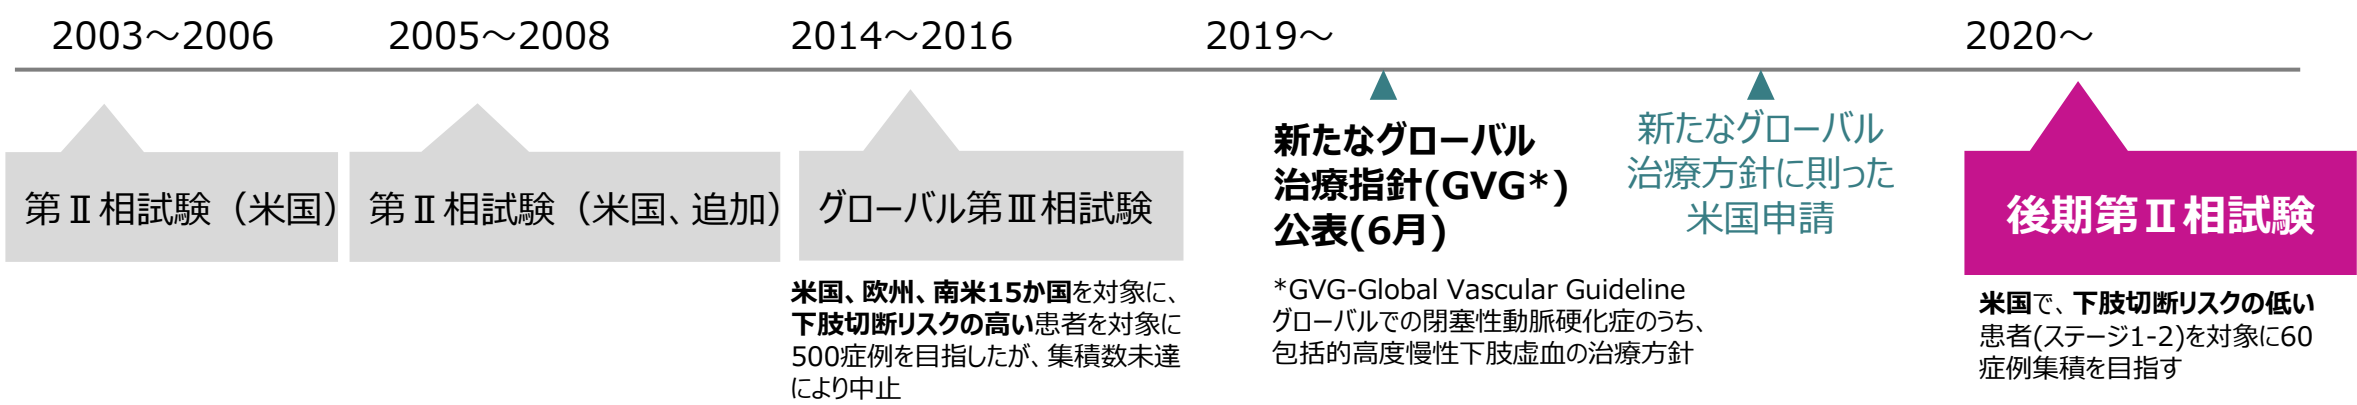 2003～2006
2005～2008
2014～2016
2019～
2020～
第Ⅱ相試験（米国）
第Ⅱ相試験（米国、追加）
グローバル第Ⅲ相試験
米国、欧州、南米15か国を対象に、
下肢切断リスクの高い患者を対象に
500症例を目指したが、集積数未達
により中止
新たなグローバル
治療指針(GVG*)
公表(6月)
*GVG-Global Vascular Guideline
グローバルでの閉塞性動脈硬化症のうち、
包括的高度慢性下肢虚血の治療方針
新たなグローバル
治療方針に則った
米国申請
後期第Ⅱ相試験
米国で、下肢切断リスクの低い
患者(ステージ1-2)を対象に60
症例集積を目指す